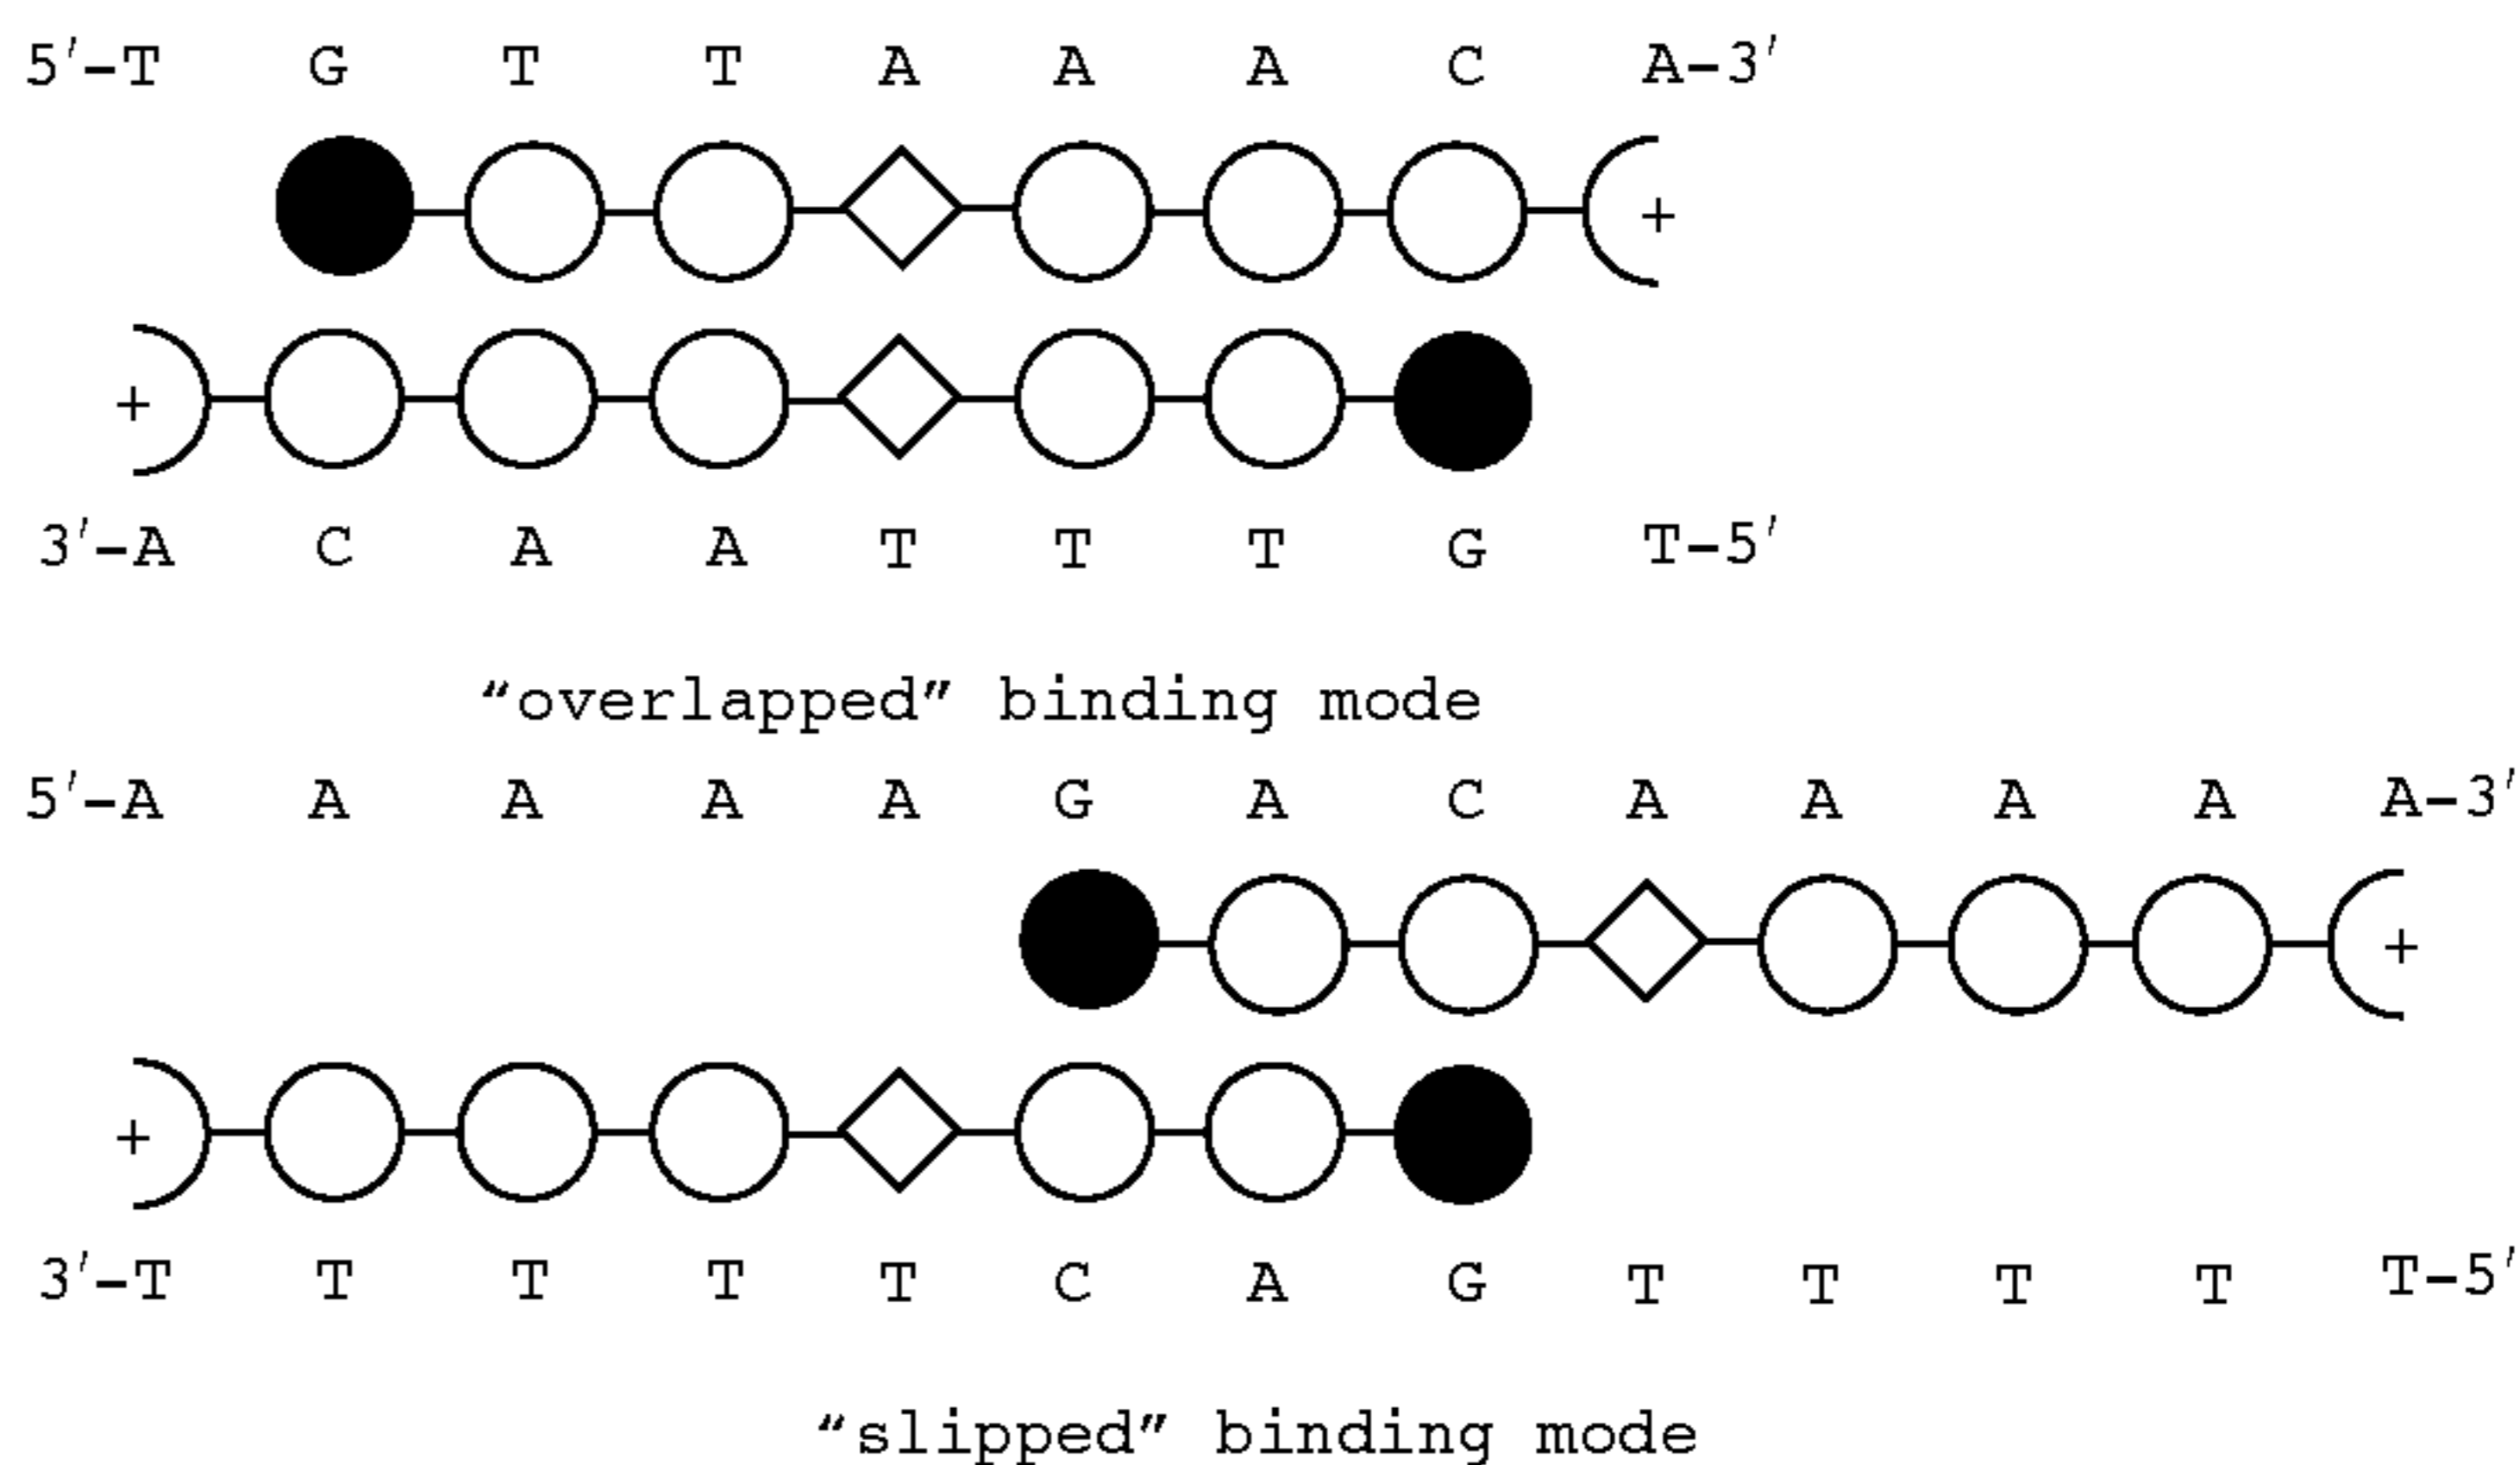 5′-T G T T A A A C A-3′
+
+
3′-A C A A T T T G T-5′
“overlapped” binding mode
5′-A A A A A G A C A A A A A-3′
+
+
3′-T T T T T C A G T T T T T-5′
“slipped” binding mode